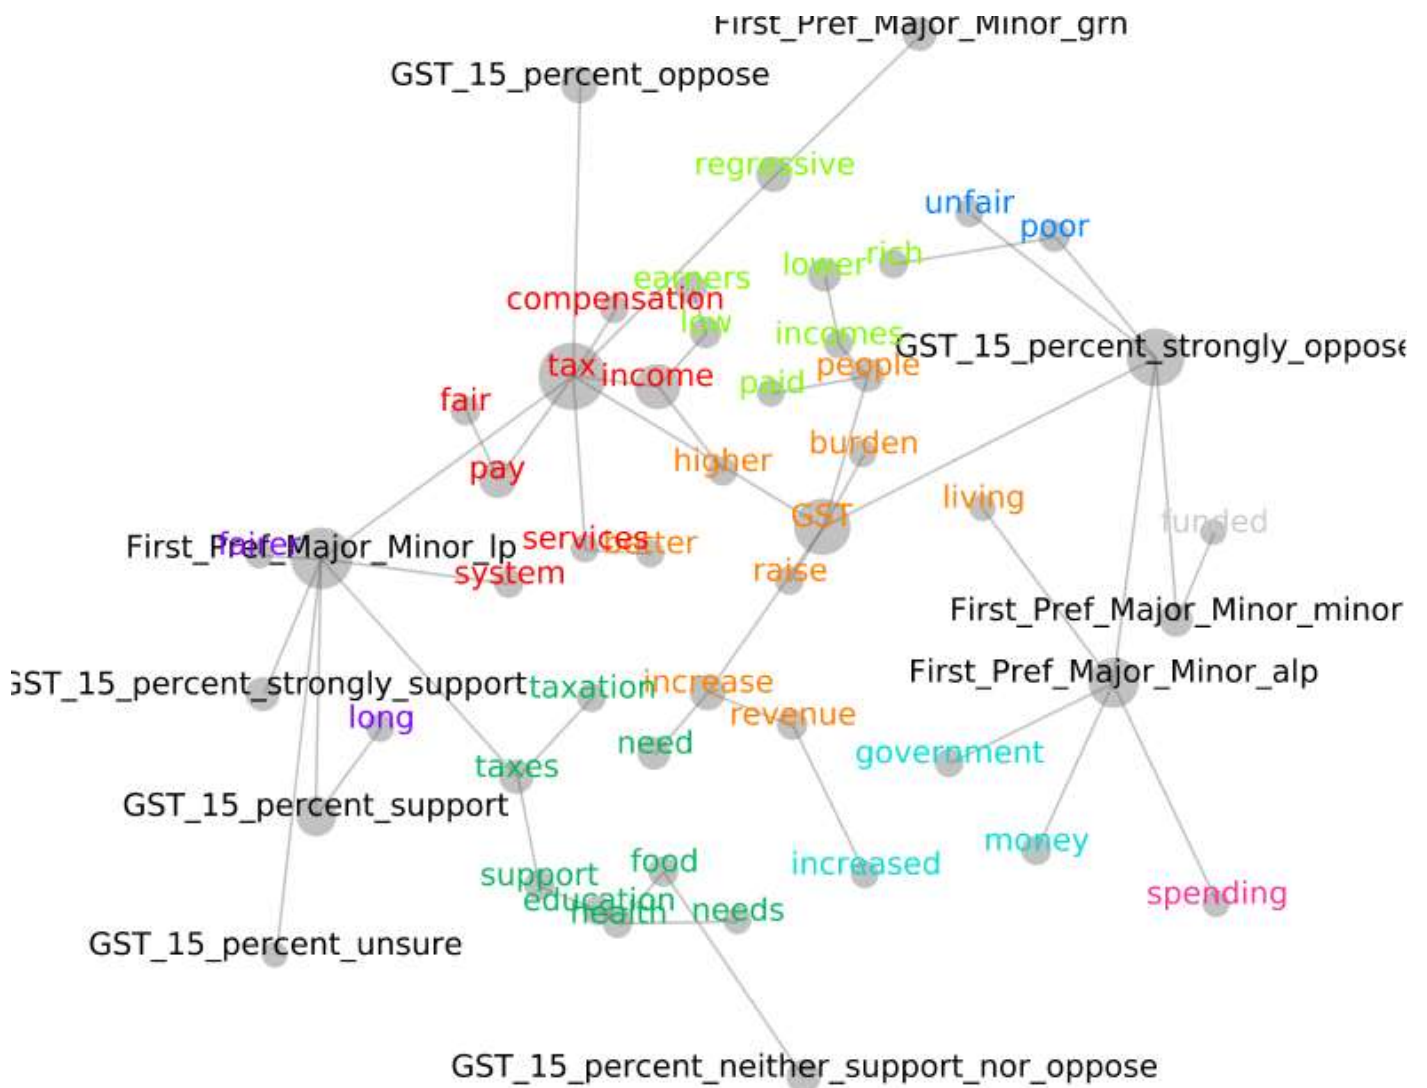 First_Pref_Major_Minor_grn
GST_15_percent_oppose
regressive
unfair
poor
rich
lower
earners
compensation
low
incomes
GST_15_percent_strongly_oppose
people
tax
income
paid
fair
burden
higher
pay
living
GST
funded
services
better
First_Pref_Major_Minor_lp
fairer
system
raise
First_Pref_Major_Minor_minor
First_Pref_Major_Minor_alp
GST_15_percent_strongly_support
taxation
increase
long
revenue
need
government
taxes
GST_15_percent_support
money
food
increased
support
spending
education
health
needs
GST_15_percent_unsure
GST_15_percent_neither_support_nor_oppose